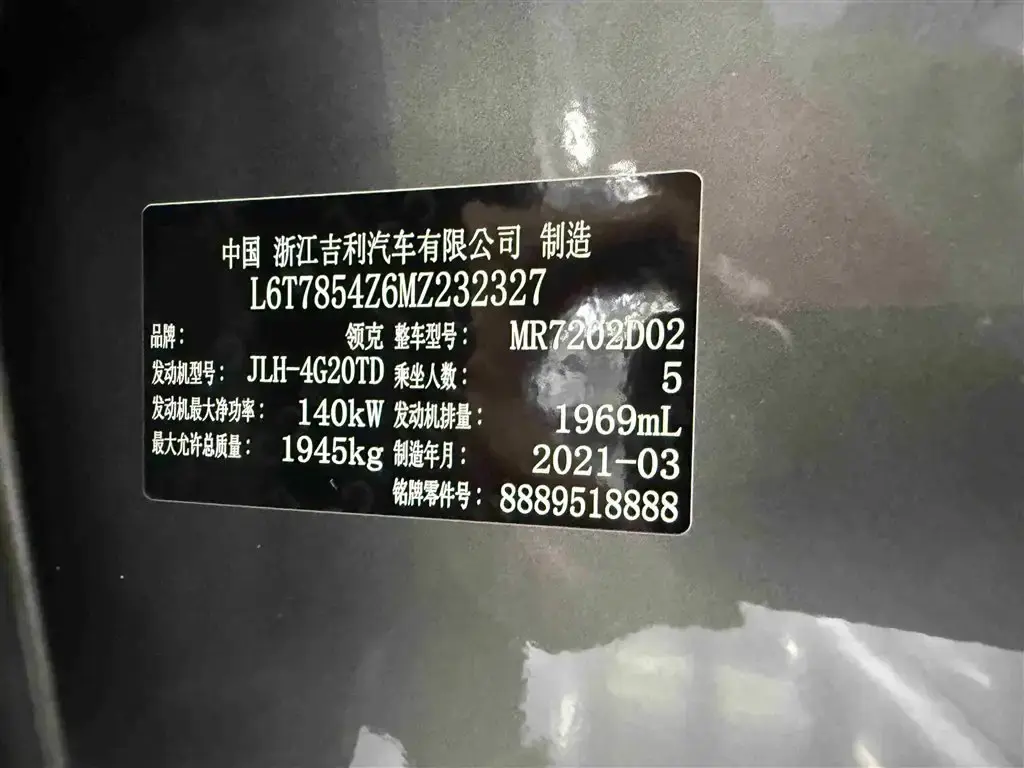 中国 浙江吉利汽车有限公司 制造
L6T7854Z6MZ232327
品牌: 领克 整车型号: MR7202D02
发动机型号: JLH-4G20TD 乘坐人数: 5
发动机最大净功率: 140kW 发动机排量: 1969mL
最大允许总质量: 1945kg 制造年月: 2021-03
铭牌零件号: 8889518888